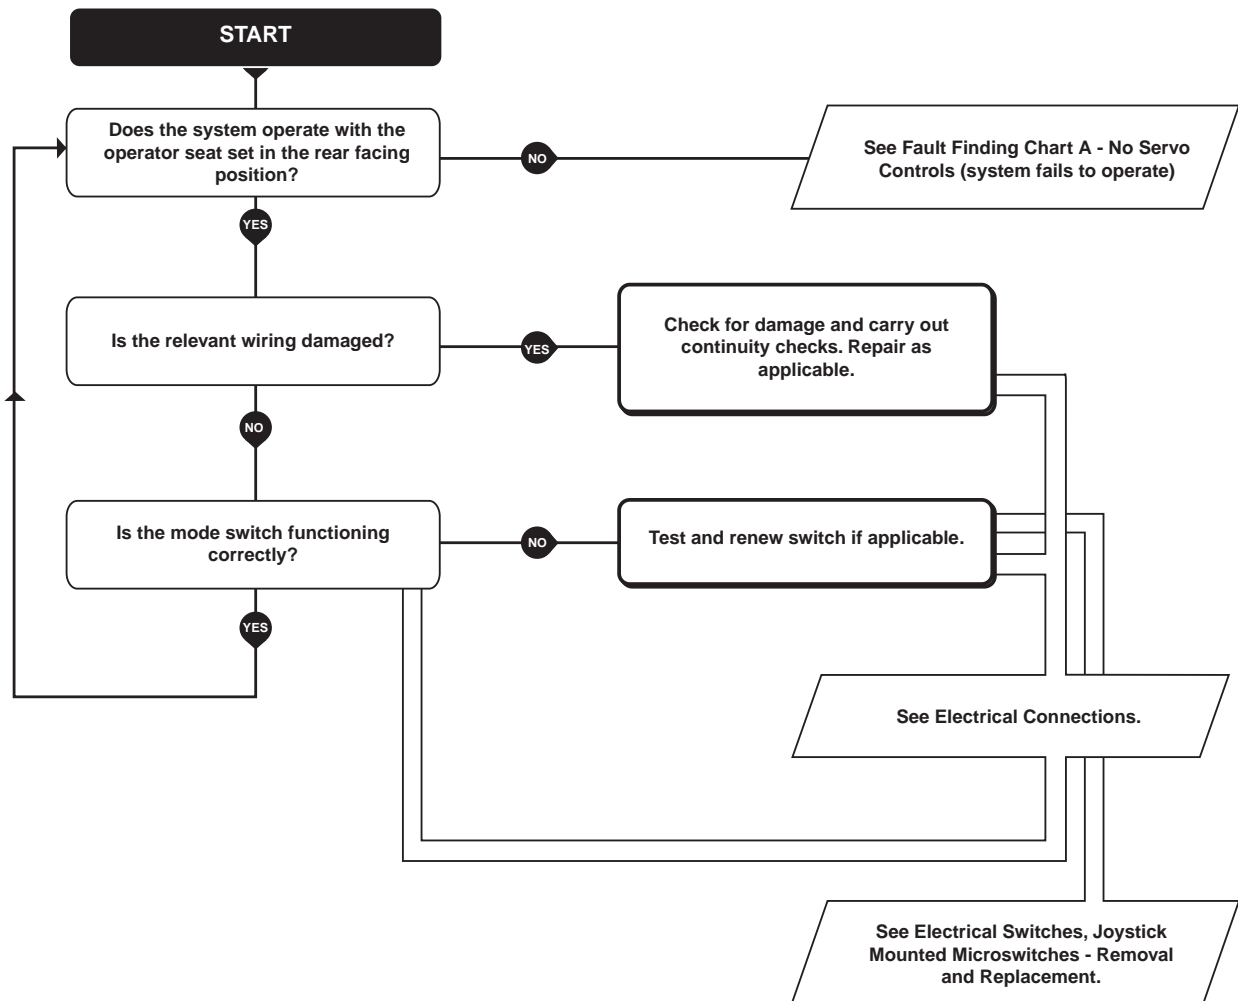 START
Does the system operate with the
operator seat set in the rear facing
position?
NO
See Fault Finding Chart A - No Servo
Controls (system fails to operate)
YES
Is the relevant wiring damaged?
YES
Check for damage and carry out
continuity checks. Repair as
applicable.
NO
Is the mode switch functioning
correctly?
NO
Test and renew switch if applicable.
YES
See Electrical Connections.
See Electrical Switches, Joystick
Mounted Microswitches - Removal
and Replacement.